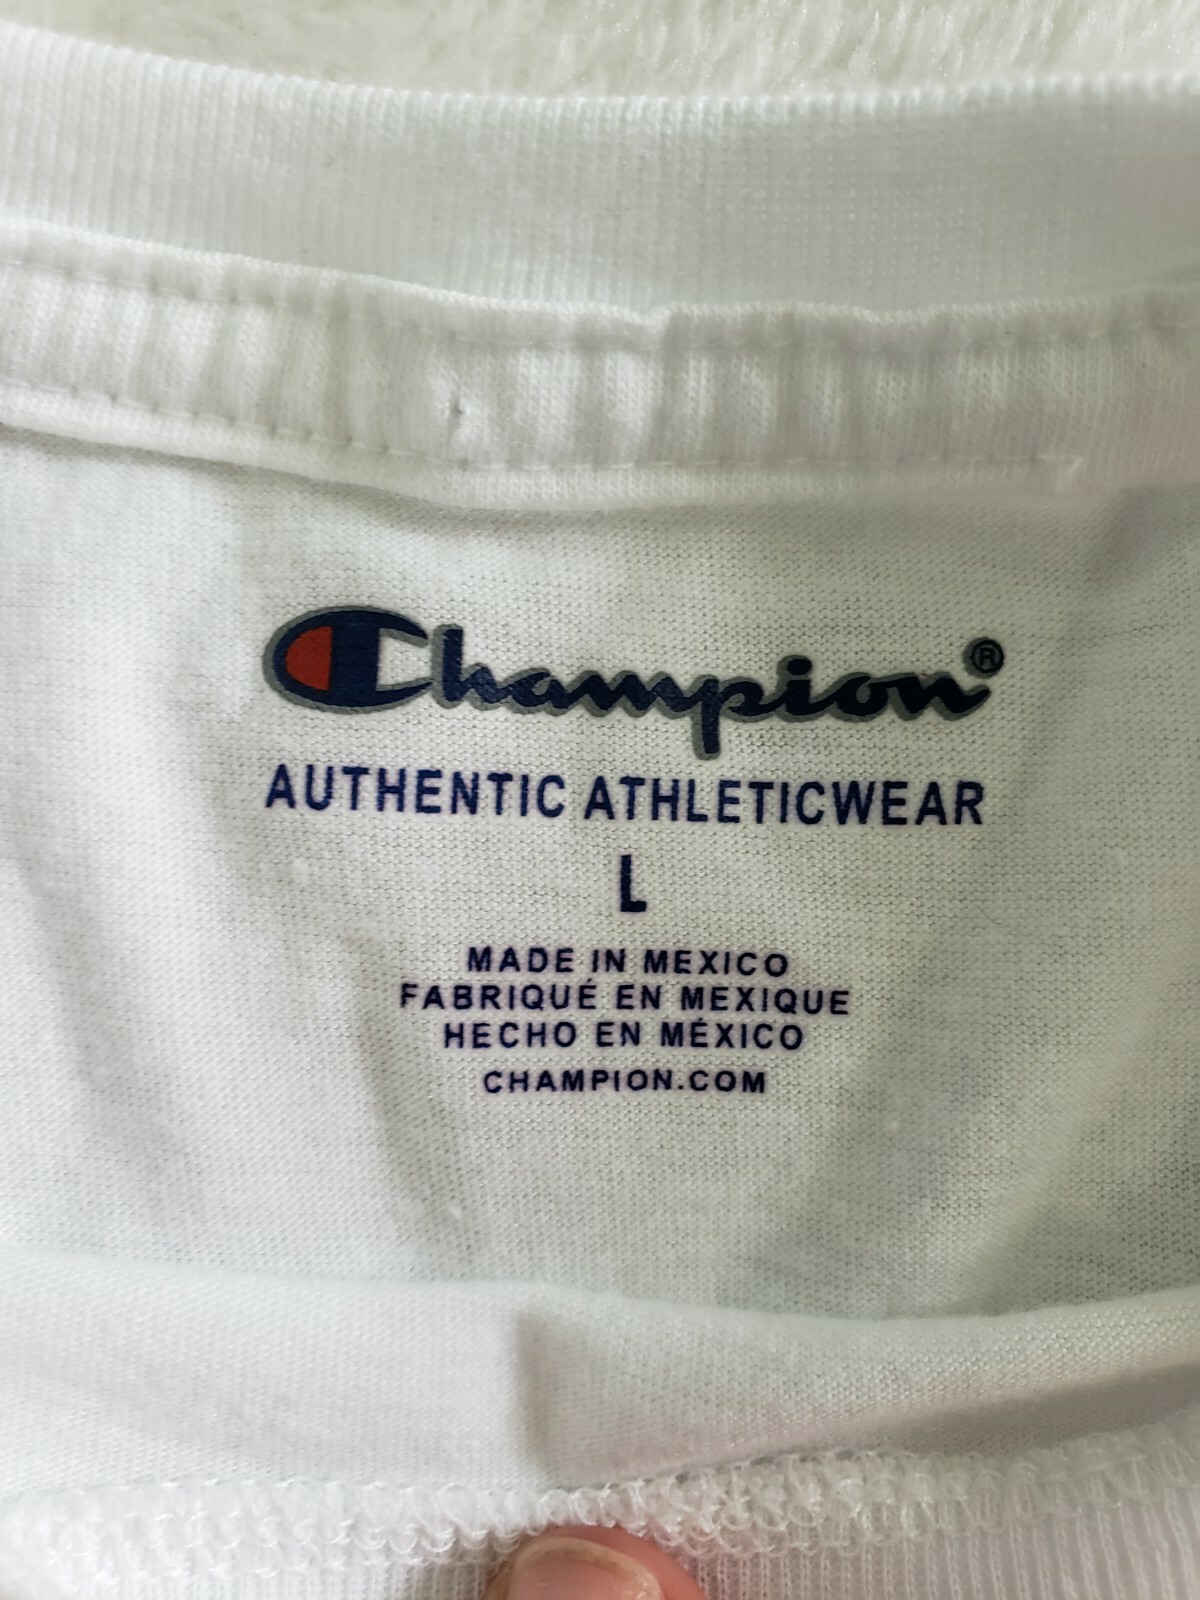 Champion®
AUTHENTIC ATHLETICWEAR
L
MADE IN MEXICO
FABRIQUÉ EN MEXIQUE
HECHO EN MÉXICO
CHAMPION.COM